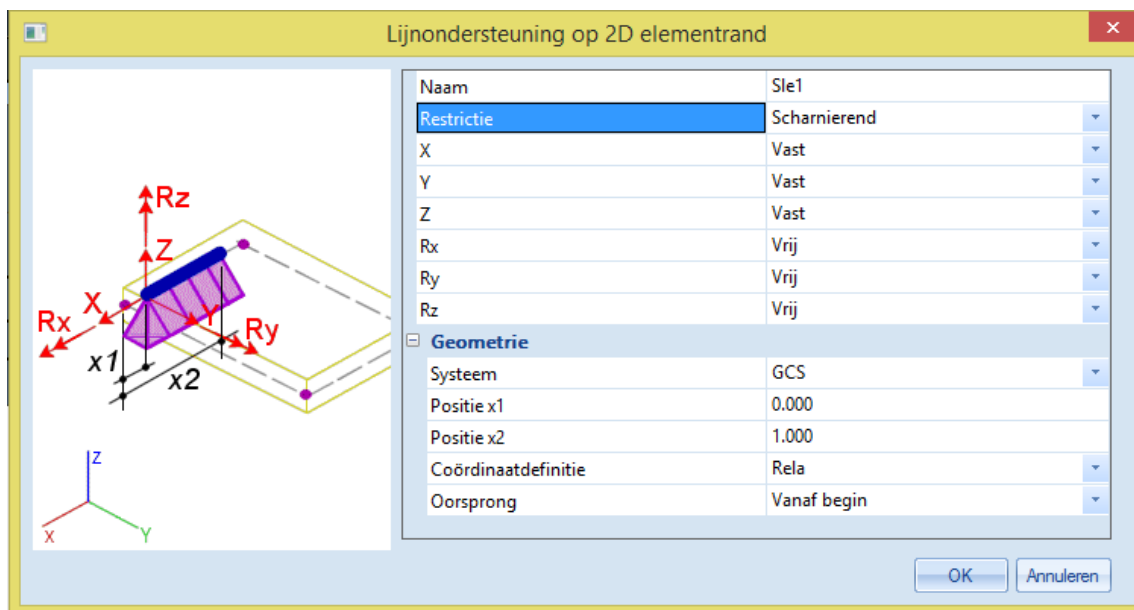 Lijnondersteuning op 2D elementrand
Naam Sle1
Restrictie Scharnierend
X Vast
Y Vast
Z Vast
Rx Vrij
Ry Vrij
Rz Vrij
Geometrie
Systeem GCS
Positie x1 0.000
Positie x2 1.000
Coördinaatdefinitie Rela
Oorsprong Vanaf begin
Rz
Z
X
Rx
Y
Ry
x1
x2
Z
X
Y
OK Annuleren